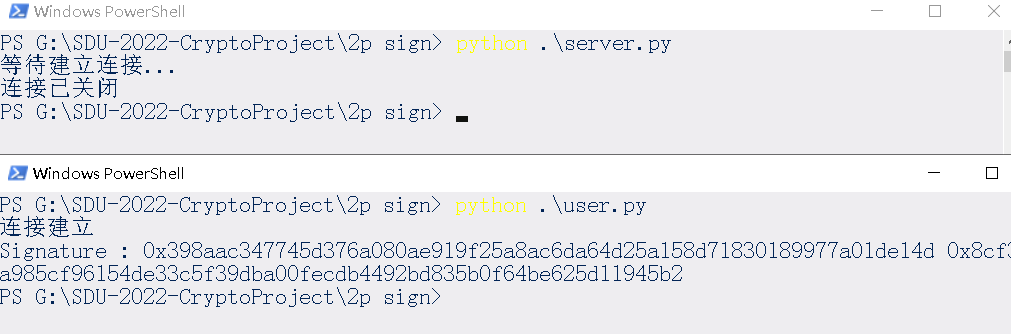 Windows PowerShell
PS G:\SDU-2022-CryptoProject\2p sign> python .\server.py
等待建立连接...
连接已关闭
PS G:\SDU-2022-CryptoProject\2p sign>
Windows PowerShell
PS G:\SDU-2022-CryptoProject\2p sign> python .\user.py
连接建立
Signature : 0x398aac347745d376a080ae919f25a8ac6da64d25a158d71830189977a01de14d 0x8cf3
a985cf96154de33c5f39dba00fecdb4492bd835b0f64be625d11945b2
PS G:\SDU-2022-CryptoProject\2p sign>